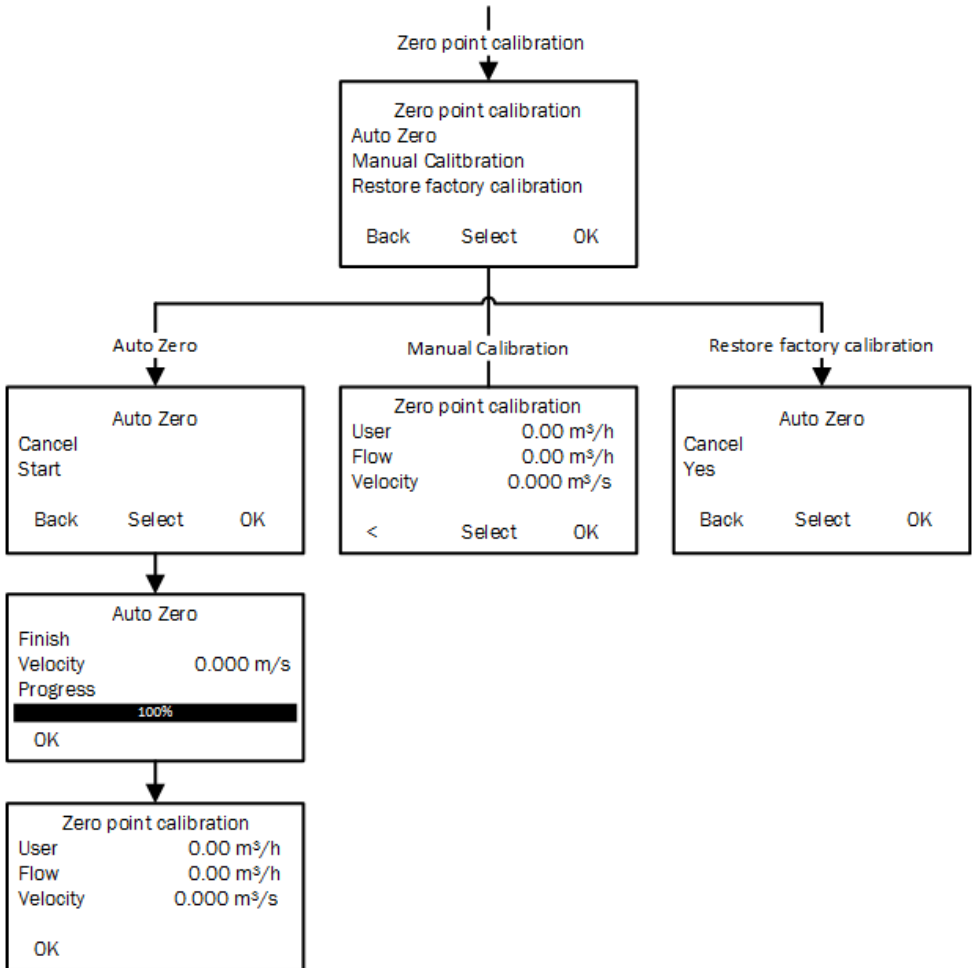 Zero point calibration
Zero point calibration
Auto Zero
Manual Calitbration
Restore factory calibration
Back Select OK
Auto Zero
Manual Calibration
Restore factory calibration
Auto Zero
Cancel
Start
Back Select OK
Zero point calibration
User 0.00 m³/h
Flow 0.00 m³/h
Velocity 0.000 m³/s
< Select OK
Auto Zero
Cancel
Yes
Back Select OK
Auto Zero
Finish
Velocity 0.000 m/s
Progress
100%
OK
Zero point calibration
User 0.00 m³/h
Flow 0.00 m³/h
Velocity 0.000 m³/s
OK